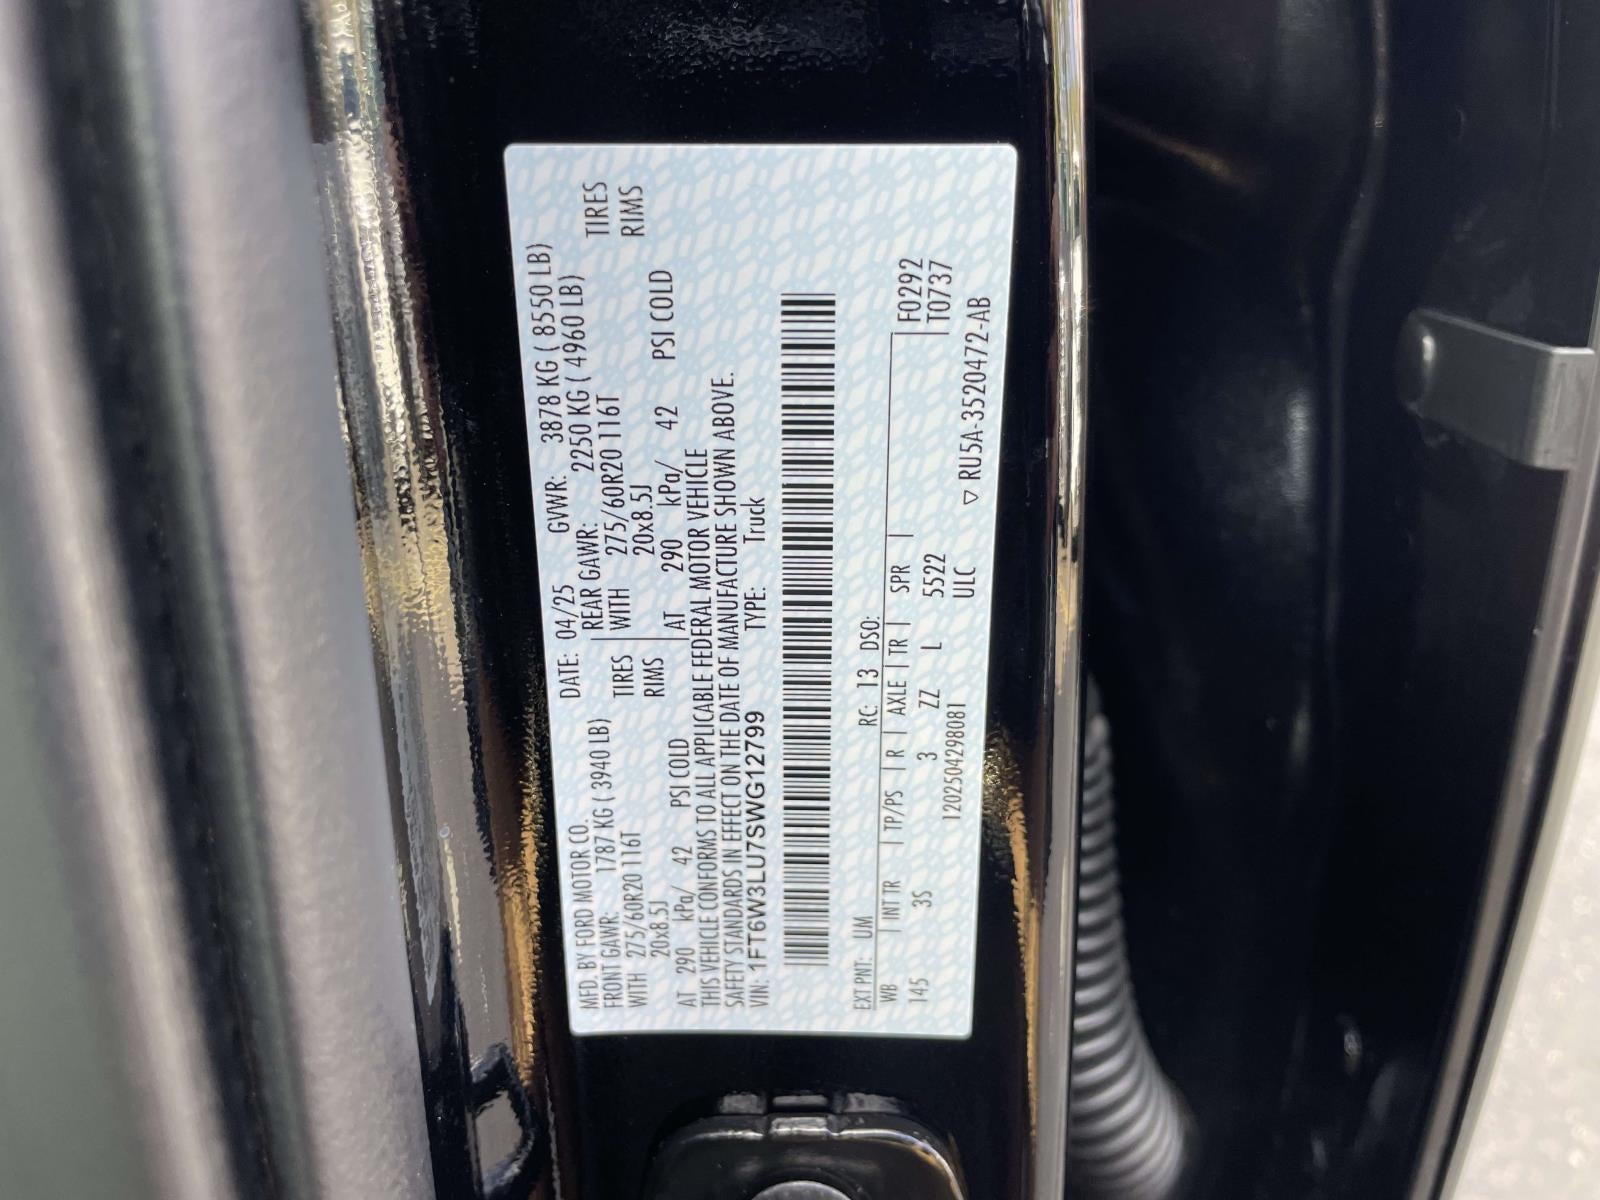 MFD. BY FORD MOTOR CO. DATE: 04/25 GVWR: 3878 KG ( 8550 LB)
FRONT GAWR: 1787 KG ( 3940 LB) REAR GAWR: 2250 KG ( 4960 LB)
WITH 275/60R20 116T TIRES WITH 275/60R20 116T TIRES
20x8.5J RIMS 20x8.5J RIMS
AT 290 kPa/ 42 PSI COLD AT 290 kPa/ 42 PSI COLD
THIS VEHICLE CONFORMS TO ALL APPLICABLE FEDERAL MOTOR VEHICLE
SAFETY STANDARDS IN EFFECT ON THE DATE OF MANUFACTURE SHOWN ABOVE.
VIN: 1FT6W3LU7SWG12799 TYPE: Truck
EXT PNT: UM RC: 13 DSO:
WB | INT TR | TP/PS | R | AXLE | TR | SPR | F0292
145 3S 3 ZZ L 5522 T0737
1202504298081 ULC ▽ RU5A-3520472-AB